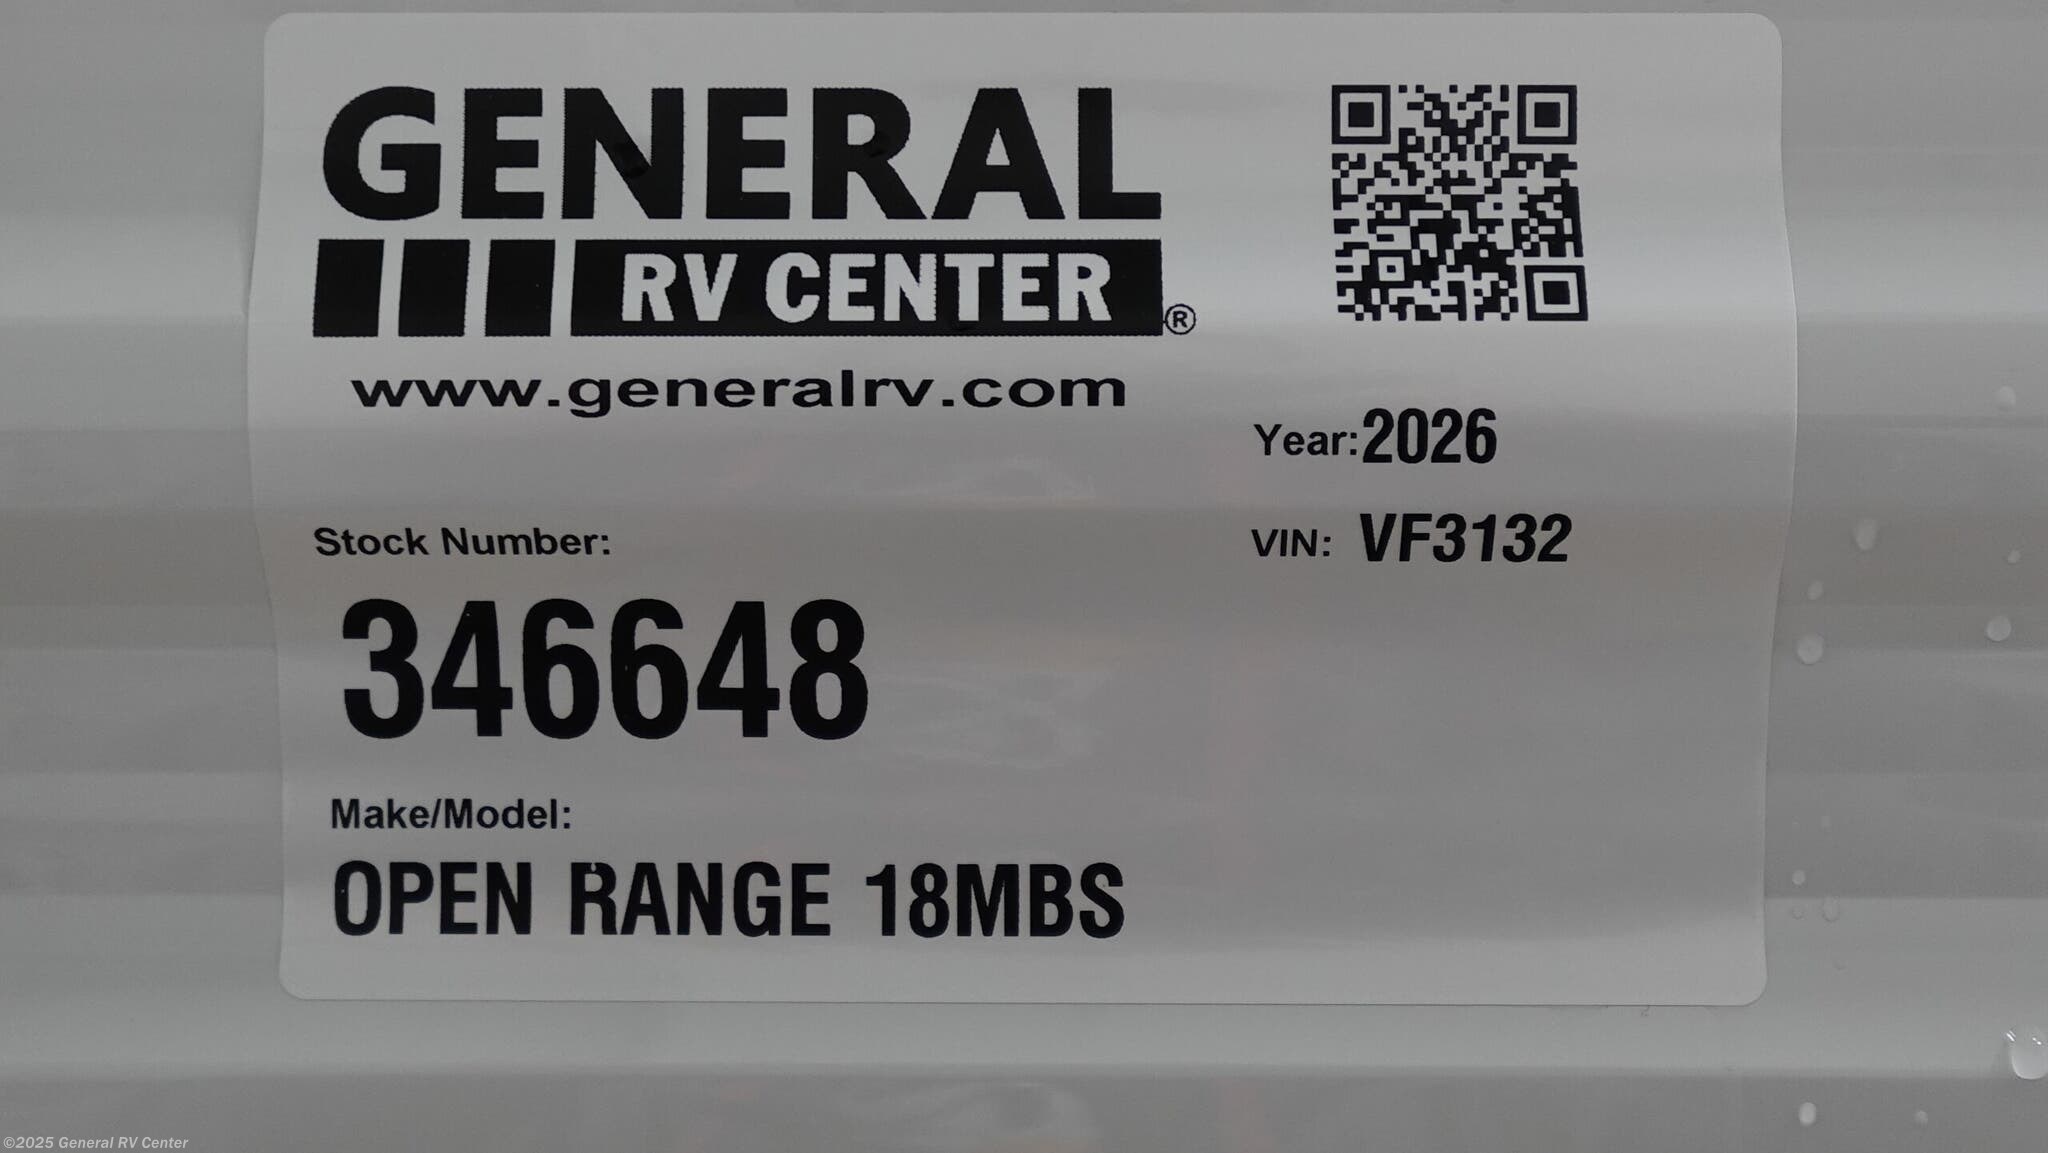 GENERAL
RV CENTER®
www.generalrv.com
Year:2026
Stock Number:
VIN: VF3132
346648
Make/Model:
OPEN RANGE 18MBS
©2025 General RV Center